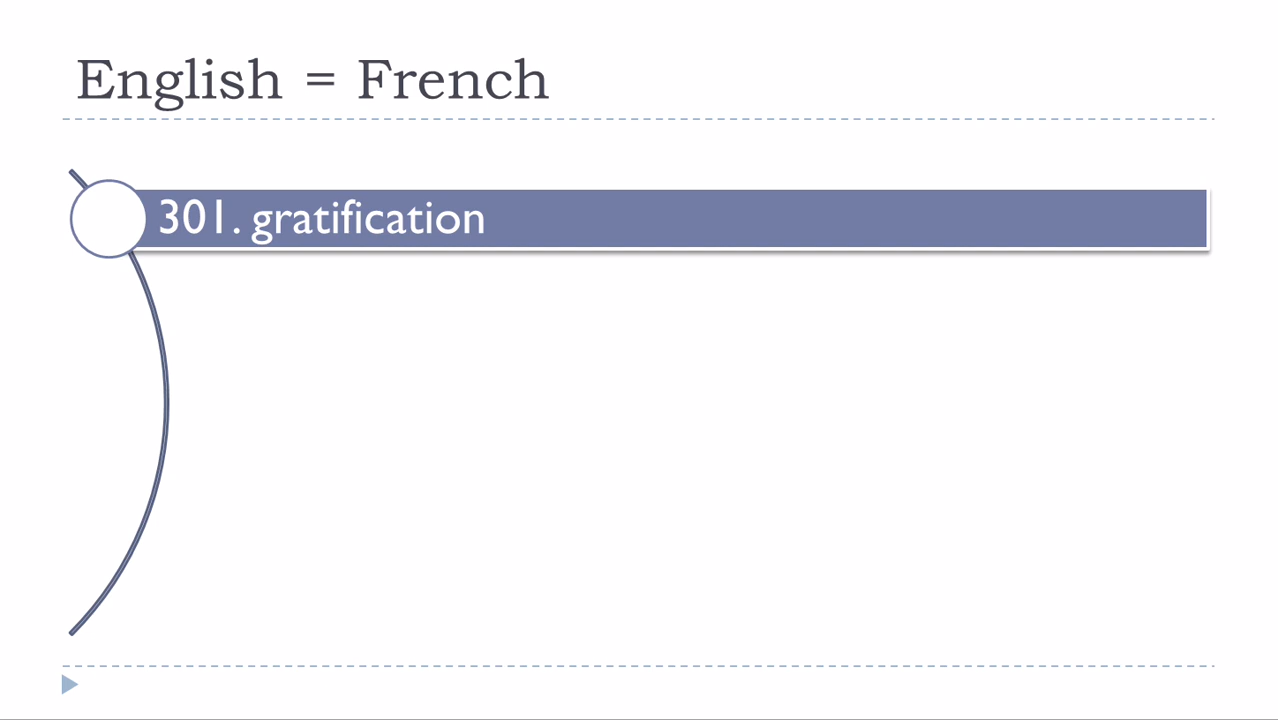 English = French
301. gratification